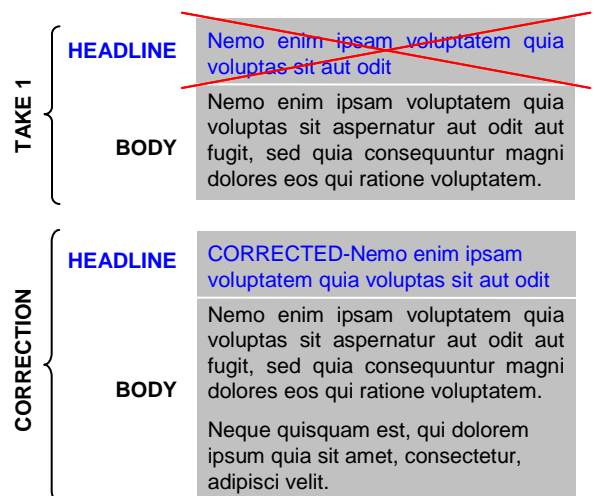 TAKE 1
HEADLINE
Nemo enim ipsam voluptatem quia
voluptas sit aut odit
BODY
Nemo enim ipsam voluptatem quia
voluptas sit aspernatur aut odit aut
fugit, sed quia consequuntur magni
dolores eos qui ratione voluptatem.
CORRECTION
HEADLINE
CORRECTED-Nemo enim ipsam
voluptatem quia voluptas sit aut odit
BODY
Nemo enim ipsam voluptatem quia
voluptas sit aspernatur aut odit aut
fugit, sed quia consequuntur magni
dolores eos qui ratione voluptatem.
Neque quisquam est, qui dolorem
ipsum quia sit amet, consectetur,
adipisci velit.